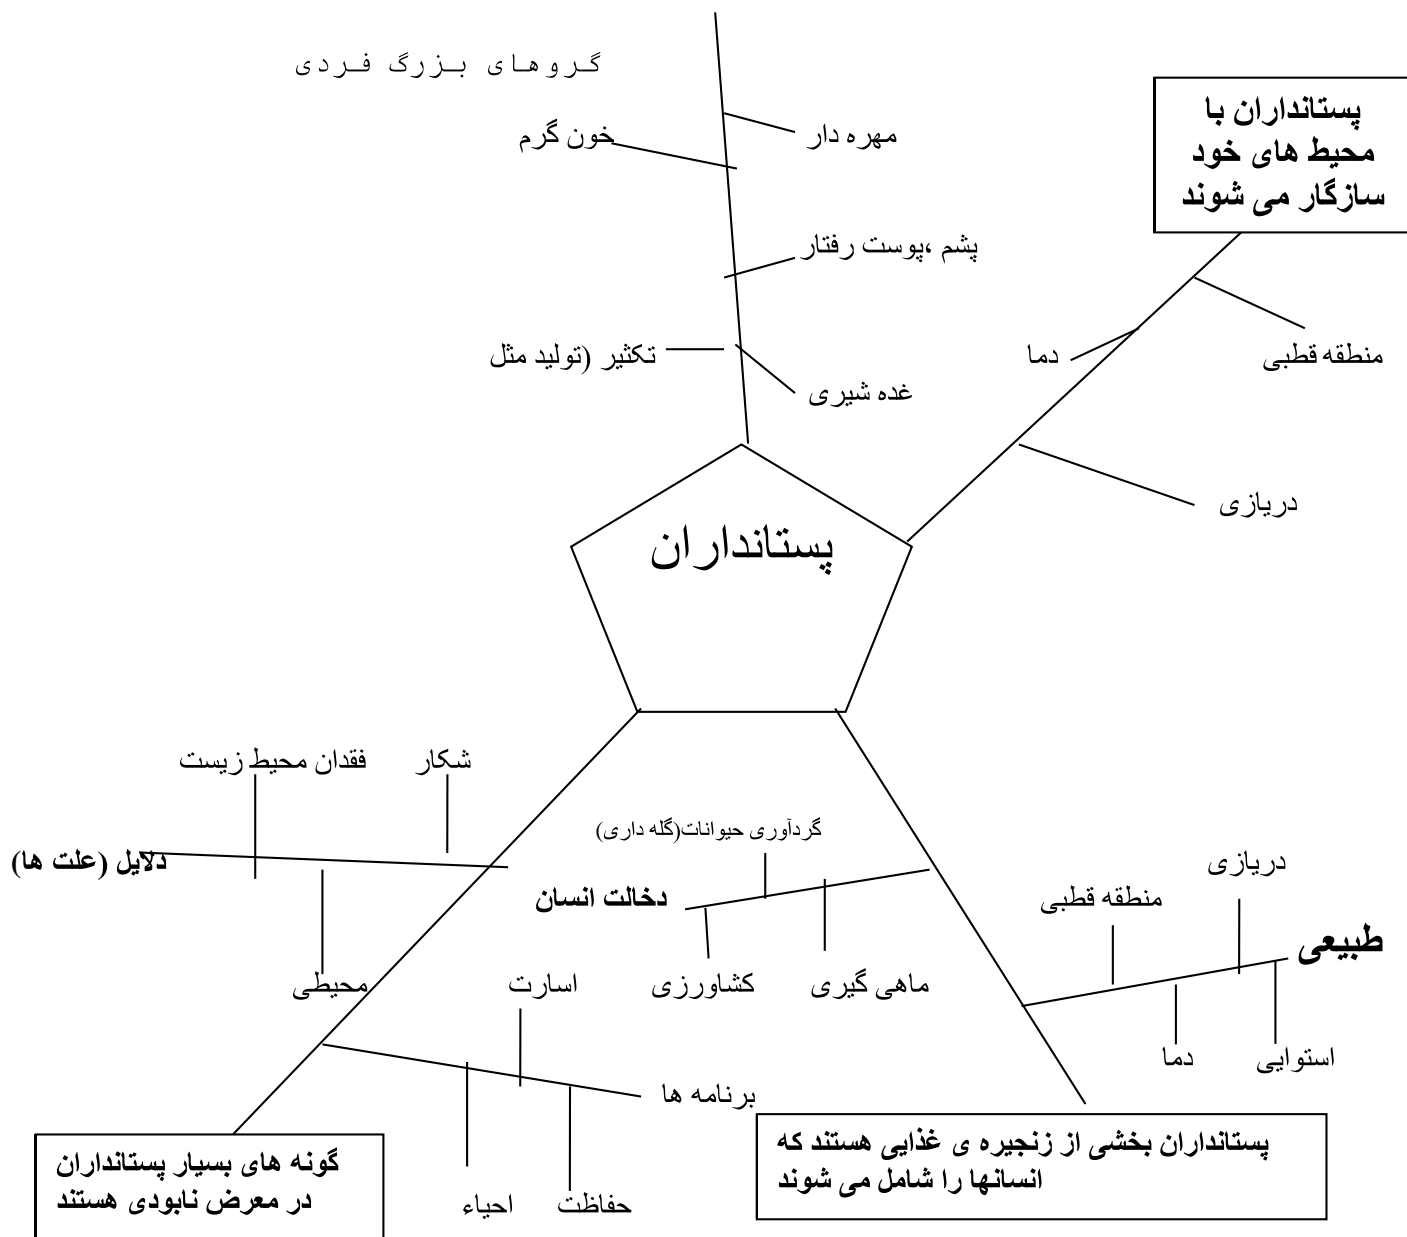 گروهای بزرگ فردی
مهره دار
خون گرم
پشم ،پوست رفتار
تکثیر (تولید مثل
غده شیری
پستانداران با
محیط های خود
سازگار می شوند
منطقه قطبی
دما
دریازی
پستانداران
شکار
فقدان محیط زیست
دلایل (علت ها)
محیطی
گردآوری حیوانات(گله داری)
دخالت انسان
ماهی گیری
کشاورزی
دریازی
منطقه قطبی
طبیعی
استوایی
دما
اسارت
برنامه ها
حفاظت
احیاء
پستانداران بخشی از زنجیره ی غذایی هستند که
انسانها را شامل می شوند
گونه های بسیار پستانداران
در معرض نابودی هستند